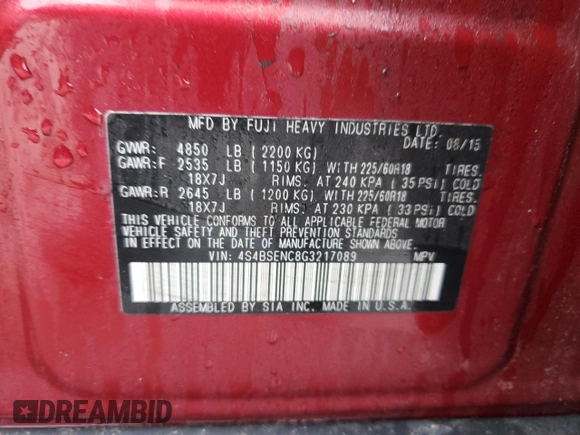 MFD BY FUJI HEAVY INDUSTRIES LTD.
DATE: 08/15
GVWR: 4850 LB ( 2200 KG)
GAWR:F 2535 LB ( 1150 KG) WITH 225/60R18 TIRES.
18X7J RIMS. AT 240 KPA ( 35 PSI) COLD
GAWR:R 2645 LB ( 1200 KG) WITH 225/60R18 TIRES.
18X7J RIMS. AT 230 KPA ( 33 PSI) COLD
THIS VEHICLE CONFORMS TO ALL APPLICABLE FEDERAL MOTOR
VEHICLE SAFETY AND THEFT PREVENTION STANDARDS
IN EFFECT ON THE DATE OF MANUFACTURE SHOWN ABOVE.
VIN: 4S4BSENC8G3217089 MPV
ASSEMBLED BY SIA INC. MADE IN U.S.A.
DREAMBID